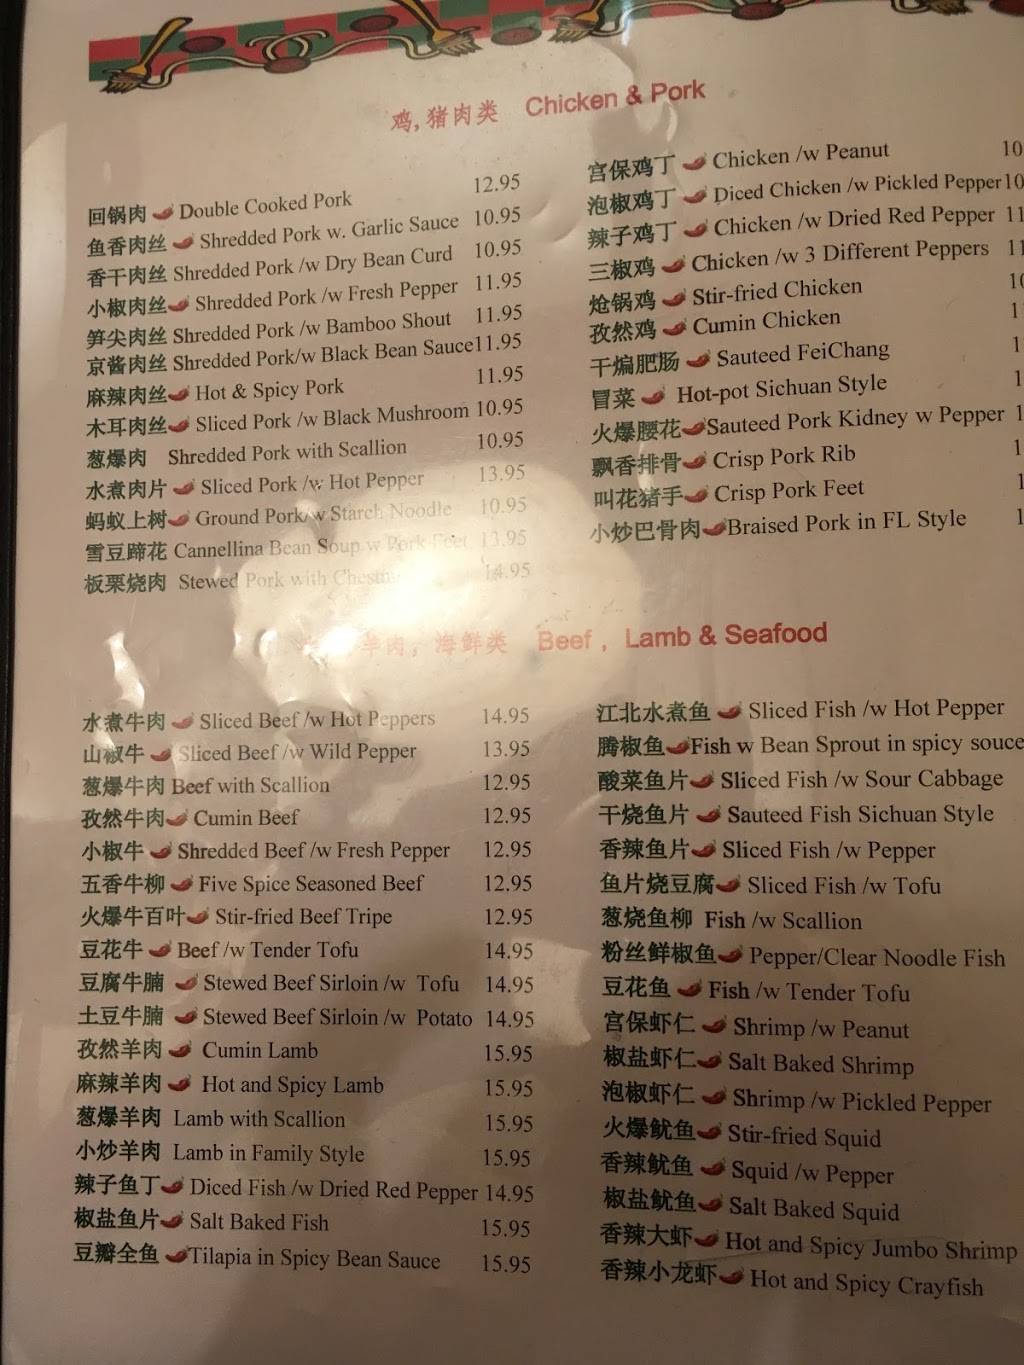 鸡,猪肉类 Chicken & Pork
回锅肉 Double Cooked Pork 12.95
鱼香肉丝 Shredded Pork w. Garlic Sauce 10.95
香干肉丝 Shredded Pork /w Dry Bean Curd 10.95
小椒肉丝 Shredded Pork /w Fresh Pepper 11.95
笋尖肉丝 Shredded Pork /w Bamboo Shout 11.95
京酱肉丝 Shredded Pork/w Black Bean Sauce 11.95
麻辣肉丝 Hot & Spicy Pork 11.95
木耳肉丝 Sliced Pork /w Black Mushroom 10.95
葱爆肉 Shredded Pork with Scallion 10.95
水煮肉片 Sliced Pork /w Hot Pepper 13.95
蚂蚁上树 Ground Pork/w Starch Noodle 10.95
雪豆蹄花 Cannellina Bean Soup w Pork Feet 13.95
板栗烧肉 Stewed Pork with 14.95
宫保鸡丁 Chicken /w Peanut
泡椒鸡丁 Diced Chicken /w Pickled Pepper
辣子鸡丁 Chicken /w Dried Red Pepper
三椒鸡 Chicken /w 3 Different Peppers
炝锅鸡 Stir-fried Chicken
孜然鸡 Cumin Chicken
干煸肥肠 Sauteed FeiChang
冒菜 Hot-pot Sichuan Style
火爆腰花 Sauteed Pork Kidney w Pepper
飘香排骨 Crisp Pork Rib
叫花猪手 Crisp Pork Feet
小炒巴骨肉 Braised Pork in FL Style
羊肉, 海鲜类 Beef , Lamb & Seafood
水煮牛肉 Sliced Beef /w Hot Peppers 14.95
山椒牛 Sliced Beef /w Wild Pepper 13.95
葱爆牛肉 Beef with Scallion 12.95
孜然牛肉 Cumin Beef 12.95
小椒牛 Shredded Beef /w Fresh Pepper 12.95
五香牛柳 Five Spice Seasoned Beef 12.95
火爆牛百叶 Stir-fried Beef Tripe 12.95
豆花牛 Beef /w Tender Tofu 14.95
豆腐牛腩 Stewed Beef Sirloin /w Tofu 14.95
土豆牛腩 Stewed Beef Sirloin /w Potato 14.95
孜然羊肉 Cumin Lamb 15.95
麻辣羊肉 Hot and Spicy Lamb 15.95
葱爆羊肉 Lamb with Scallion 15.95
小炒羊肉 Lamb in Family Style 15.95
辣子鱼丁 Diced Fish /w Dried Red Pepper 14.95
椒盐鱼片 Salt Baked Fish 15.95
豆瓣全鱼 Tilapia in Spicy Bean Sauce 15.95
江北水煮鱼 Sliced Fish /w Hot Pepper
腾椒鱼 Fish w Bean Sprout in spicy souce
酸菜鱼片 Sliced Fish /w Sour Cabbage
干烧鱼片 Sauteed Fish Sichuan Style
香辣鱼片 Sliced Fish /w Pepper
鱼片烧豆腐 Sliced Fish /w Tofu
葱烧鱼柳 Fish /w Scallion
粉丝鲜椒鱼 Pepper/Clear Noodle Fish
豆花鱼 Fish /w Tender Tofu
宫保虾仁 Shrimp /w Peanut
椒盐虾仁 Salt Baked Shrimp
泡椒虾仁 Shrimp /w Pickled Pepper
火爆鱿鱼 Stir-fried Squid
香辣鱿鱼 Squid /w Pepper
椒盐鱿鱼 Salt Baked Squid
香辣大虾 Hot and Spicy Jumbo Shrimp
香辣小龙虾 Hot and Spicy Crayfish